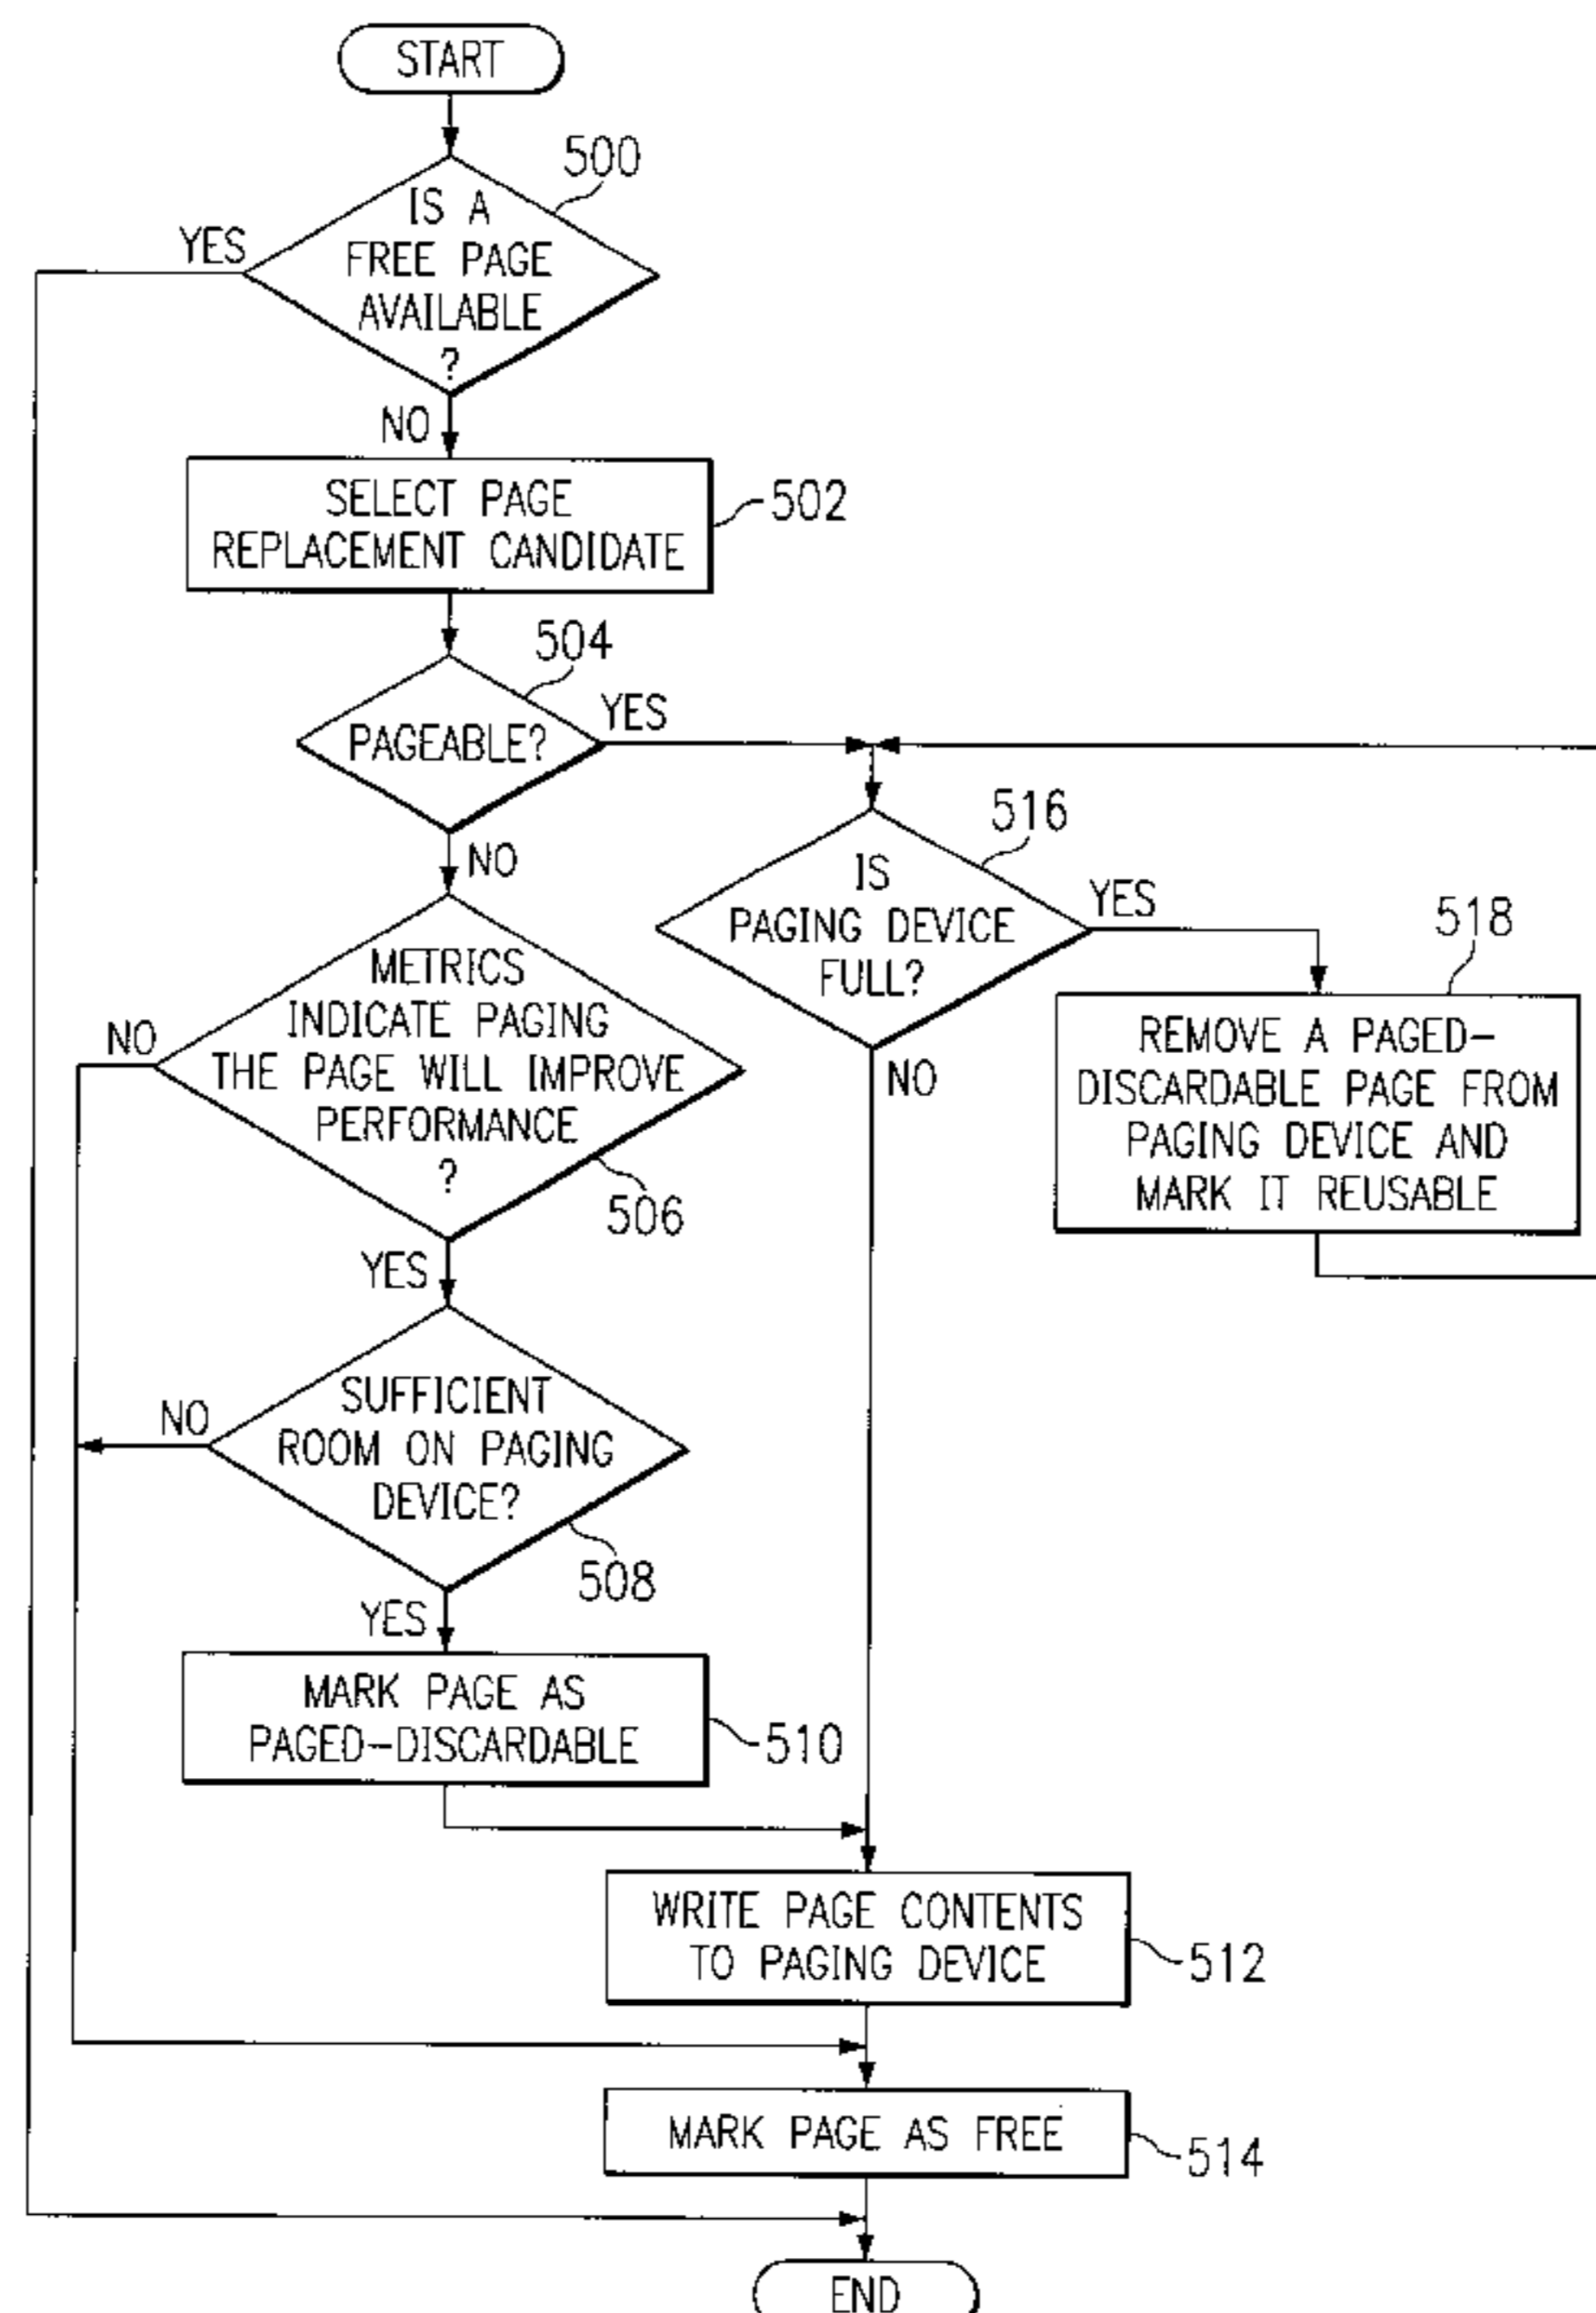 START
500
IS A
FREE PAGE
AVAILABLE
?
YES
NO
SELECT PAGE
REPLACEMENT CANDIDATE
502
504
PAGEABLE?
YES
NO
516
IS
PAGING DEVICE
FULL?
YES
NO
518
REMOVE A PAGED-
DISCARDABLE PAGE FROM
PAGING DEVICE AND
MARK IT REUSABLE
METRICS
INDICATE PAGING
THE PAGE WILL IMPROVE
PERFORMANCE
?
NO
506
YES
SUFFICIENT
ROOM ON PAGING
DEVICE?
NO
508
YES
MARK PAGE AS
PAGED-DISCARDABLE
510
WRITE PAGE CONTENTS
TO PAGING DEVICE
512
MARK PAGE AS FREE
514
END